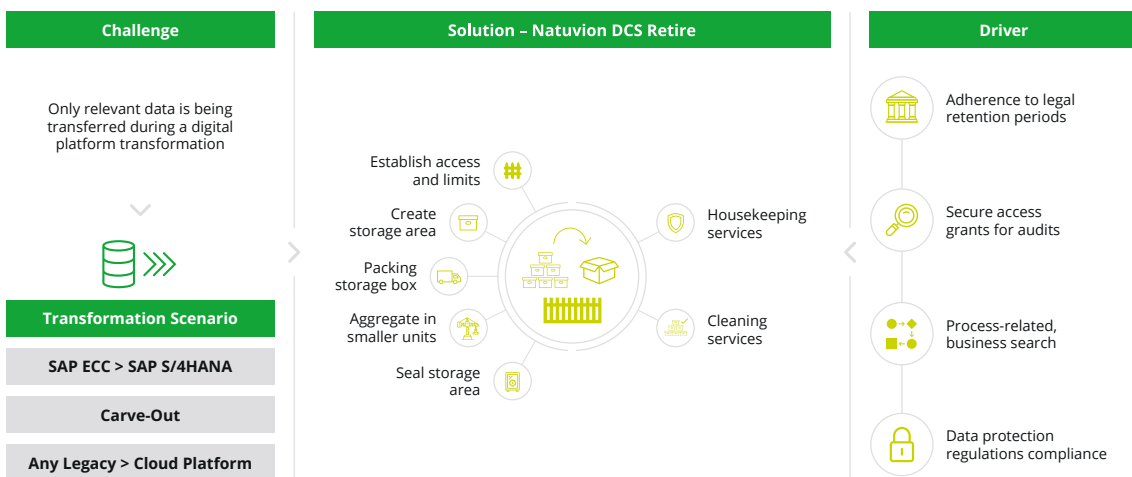 Challenge
Only relevant data is being
transferred during a digital
platform transformation
Transformation Scenario
SAP ECC > SAP S/4HANA
Carve-Out
Any Legacy > Cloud Platform
Solution – Natuvion DCS Retire
Establish access
and limits
Create
storage area
Packing
storage box
Aggregate in
smaller units
Seal storage
area
Housekeeping
services
Cleaning
services
Driver
Adherence to legal
retention periods
Secure access
grants for audits
Process-related,
business search
Data protection
regulations compliance